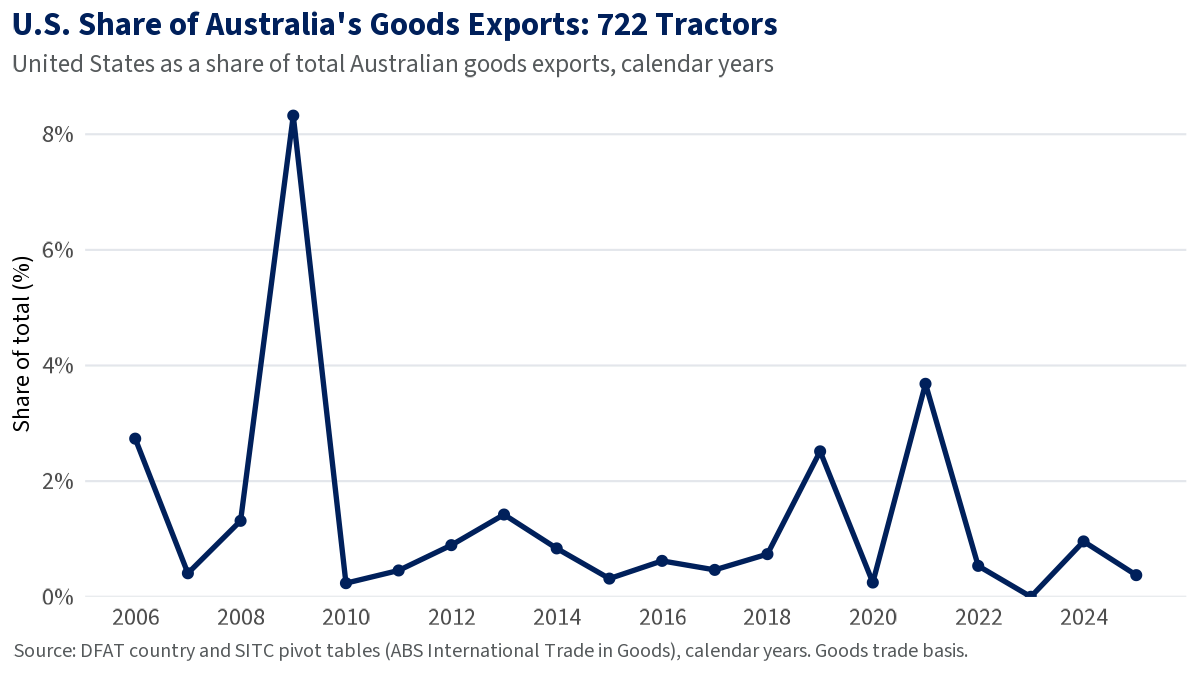 U.S. Share of Australia's Goods Exports: 722 Tractors
United States as a share of total Australian goods exports, calendar years
Share of total (%)
8%
6%
4%
2%
0%
2006 2008 2010 2012 2014 2016 2018 2020 2022 2024
Source: DFAT country and SITC pivot tables (ABS International Trade in Goods), calendar years. Goods trade basis.